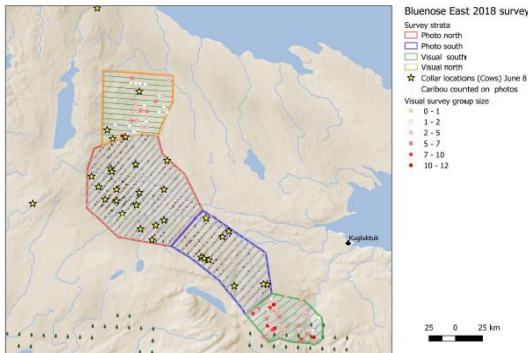 Bluenose East 2018 survey
Survey strata
Photo north
Photo south
Visual south
Visual north
Collar locations (Cows) June 8
Caribou counted on photos
Visual survey group size
0 - 1
1 - 2
2 - 5
5 - 7
7 - 10
10 - 12
Kugluktuk
25 0 25 km